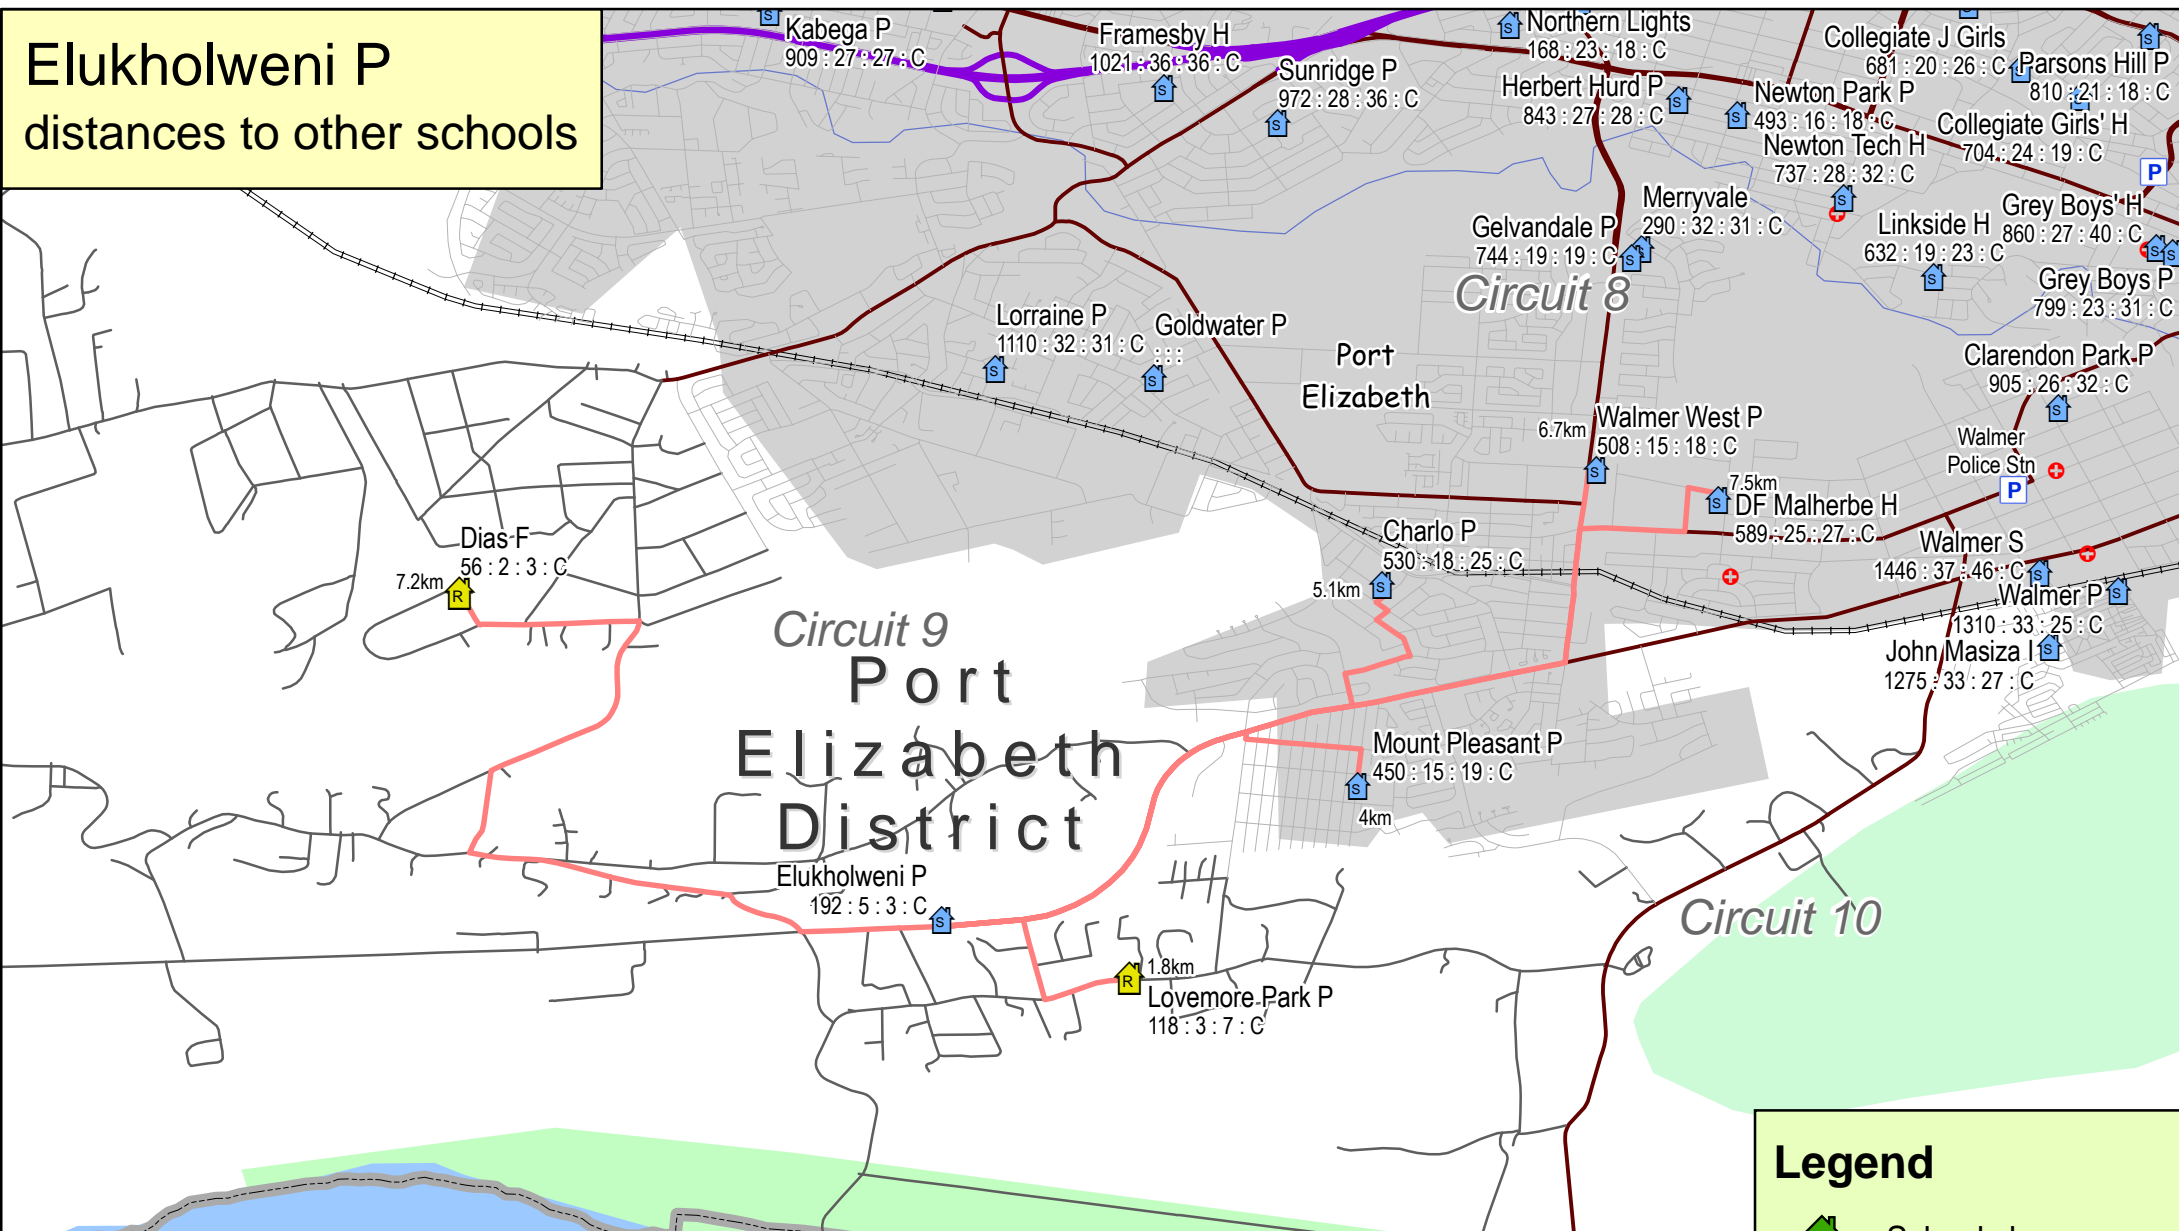 Elukholweni P
distances to other schools
Kabega P
909 : 27 : 27 : C
Framesby H
1021 : 36 : 36 : C
Sunridge P
972 : 28 : 36 : C
Northern Lights
168 : 23 : 18 : C
Herbert Hurd P
843 : 27 : 28 : C
Collegiate J Girls
681 : 20 : 26 : C
Parsons Hill P
810 : 21 : 18 : C
Newton Park P
493 : 16 : 18 : C
Collegiate Girls' H
704 : 24 : 19 : C
Newton Tech H
737 : 28 : 32 : C
P
Merryvale
290 : 32 : 31 : C
Gelvandale P
744 : 19 : 19 : C
Linkside H
632 : 19 : 23 : C
Grey Boys' H
860 : 27 : 40 : C
Grey Boys P
799 : 23 : 31 : C
Circuit 8
Lorraine P
1110 : 32 : 31 : C
Goldwater P
: : :
Port
Elizabeth
Clarendon Park P
905 : 26 : 32 : C
6.7km
Walmer West P
508 : 15 : 18 : C
Walmer
Police Stn
P
7.5km
DF Malherbe H
589 : 25 : 27 : C
Charlo P
530 : 18 : 25 : C
5.1km
Dias F
56 : 2 : 3 : C
7.2km
R
Walmer S
1446 : 37 : 46 : C
Walmer P
1310 : 33 : 25 : C
John Masiza I
1275 : 33 : 27 : C
Circuit 9
Port
Elizabeth
District
Mount Pleasant P
450 : 15 : 19 : C
4km
Elukholweni P
192 : 5 : 3 : C
S
Circuit 10
R
1.8km
Lovemore Park P
118 : 3 : 7 : C
Legend